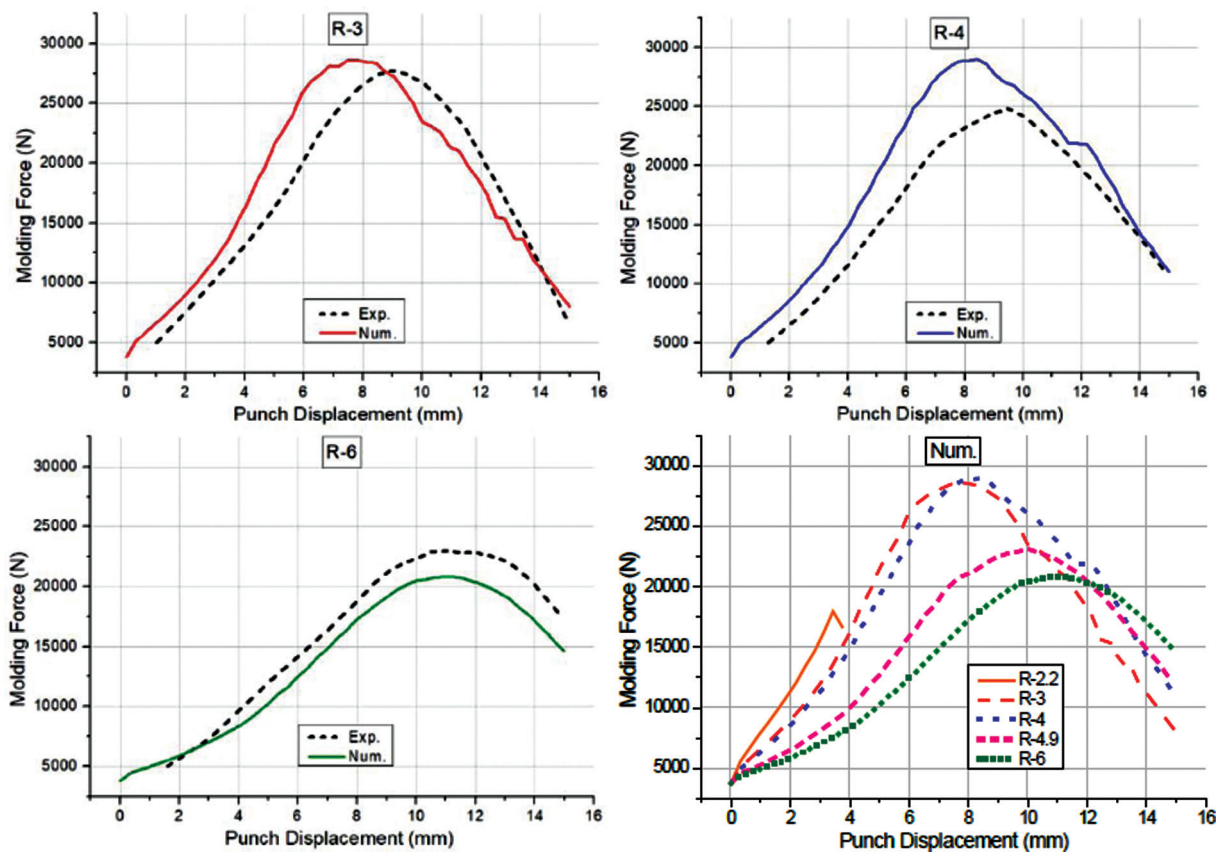 R-3
30000
25000
20000
15000
10000
5000
Molding Force (N)
Exp.
Num.
0 2 4 6 8 10 12 14 16
Punch Displacement (mm)
R-4
30000
25000
20000
15000
10000
5000
Molding Force (N)
Exp.
Num.
0 2 4 6 8 10 12 14 16
Punch Displacement (mm)
R-6
30000
25000
20000
15000
10000
5000
Molding Force (N)
Exp.
Num.
0 2 4 6 8 10 12 14 16
Punch Displacement (mm)
Num.
30000
25000
20000
15000
10000
5000
Molding Force (N)
R-2.2
R-3
R-4
R-4.9
R-6
0 2 4 6 8 10 12 14 16
Punch Displacement (mm)